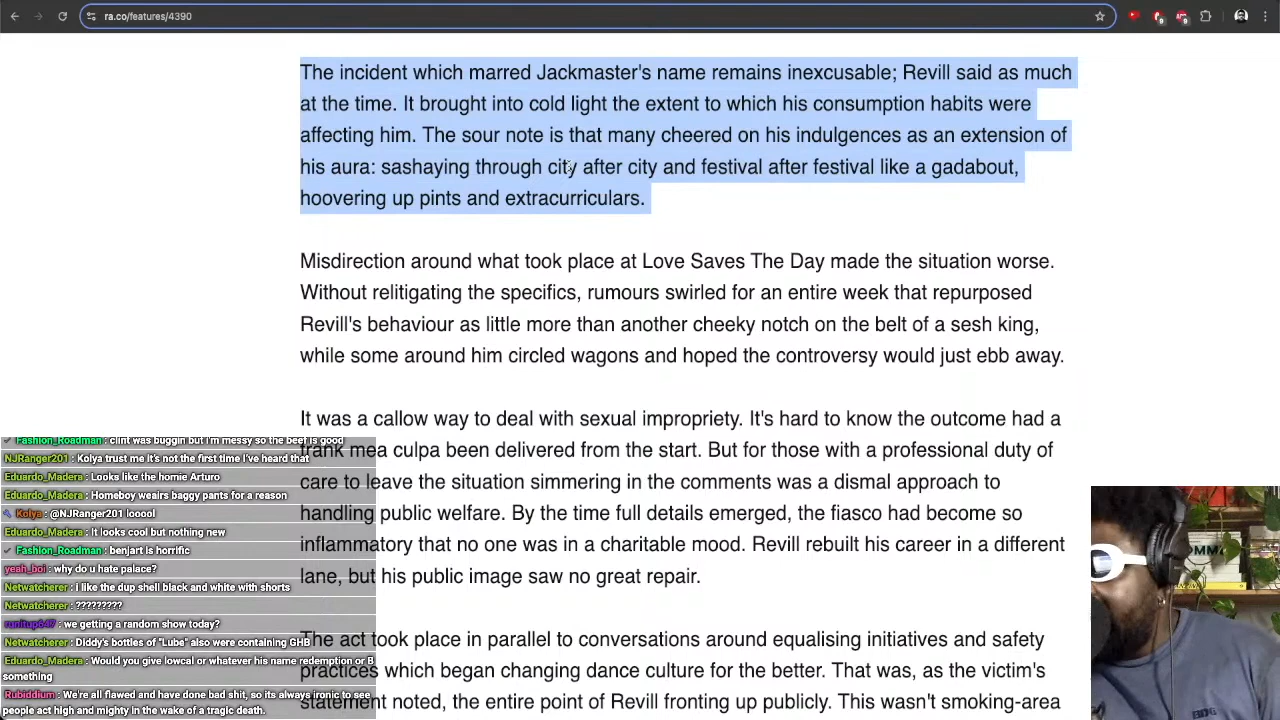 ra.co/features/4390
The incident which marred Jackmaster's name remains inexcusable; Revill said as much
at the time. It brought into cold light the extent to which his consumption habits were
affecting him. The sour note is that many cheered on his indulgences as an extension of
his aura: sashaying through city after city and festival after festival like a gadabout,
hoovering up pints and extracurriculars.
Misdirection around what took place at Love Saves The Day made the situation worse.
Without relitigating the specifics, rumours swirled for an entire week that repurposed
Revill's behaviour as little more than another cheeky notch on the belt of a sesh king,
while some around him circled wagons and hoped the controversy would just ebb away.
It was a callow way to deal with sexual impropriety. It's hard to know the outcome had a
frank mea culpa been delivered from the start. But for those with a professional duty of
care to leave the situation simmering in the comments was a dismal approach to
handling public welfare. By the time full details emerged, the fiasco had become so
inflammatory that no one was in a charitable mood. Revill rebuilt his career in a different
lane, but his public image saw no great repair.
The act took place in parallel to conversations around equalising initiatives and safety
practices which began changing dance culture for the better. That was, as the victim's
statement noted, the entire point of Revill fronting up publicly. This wasn't smoking-area
Fashion_Roadman: clint was buggin but i'm messy so the beef is good
NJRanger201: Kolya trust me it's not the first time I've heard that
Eduardo_Madera: Looks like the homie Arturo
Eduardo_Madera: Homeboy weairs baggy pants for a reason
Kolya: @NJRanger201 looool
Eduardo_Madera: It looks cool but nothing new
Fashion_Roadman: benjart is horrific
yeah_boi: why do u hate palace?
Netwatcherer: i like the dup shell black and white with shorts
Netwatcherer: ?????????
runitup647: we getting a random show today?
Netwatcherer: Diddy's bottles of "Lube" also were containing GHB
Eduardo_Madera: Would you give lowcal or whatever his name redemption or B
something
Rubiddium: We're all flawed and have done bad shit, so its always ironic to see
people act high and mighty in the wake of a tragic death.